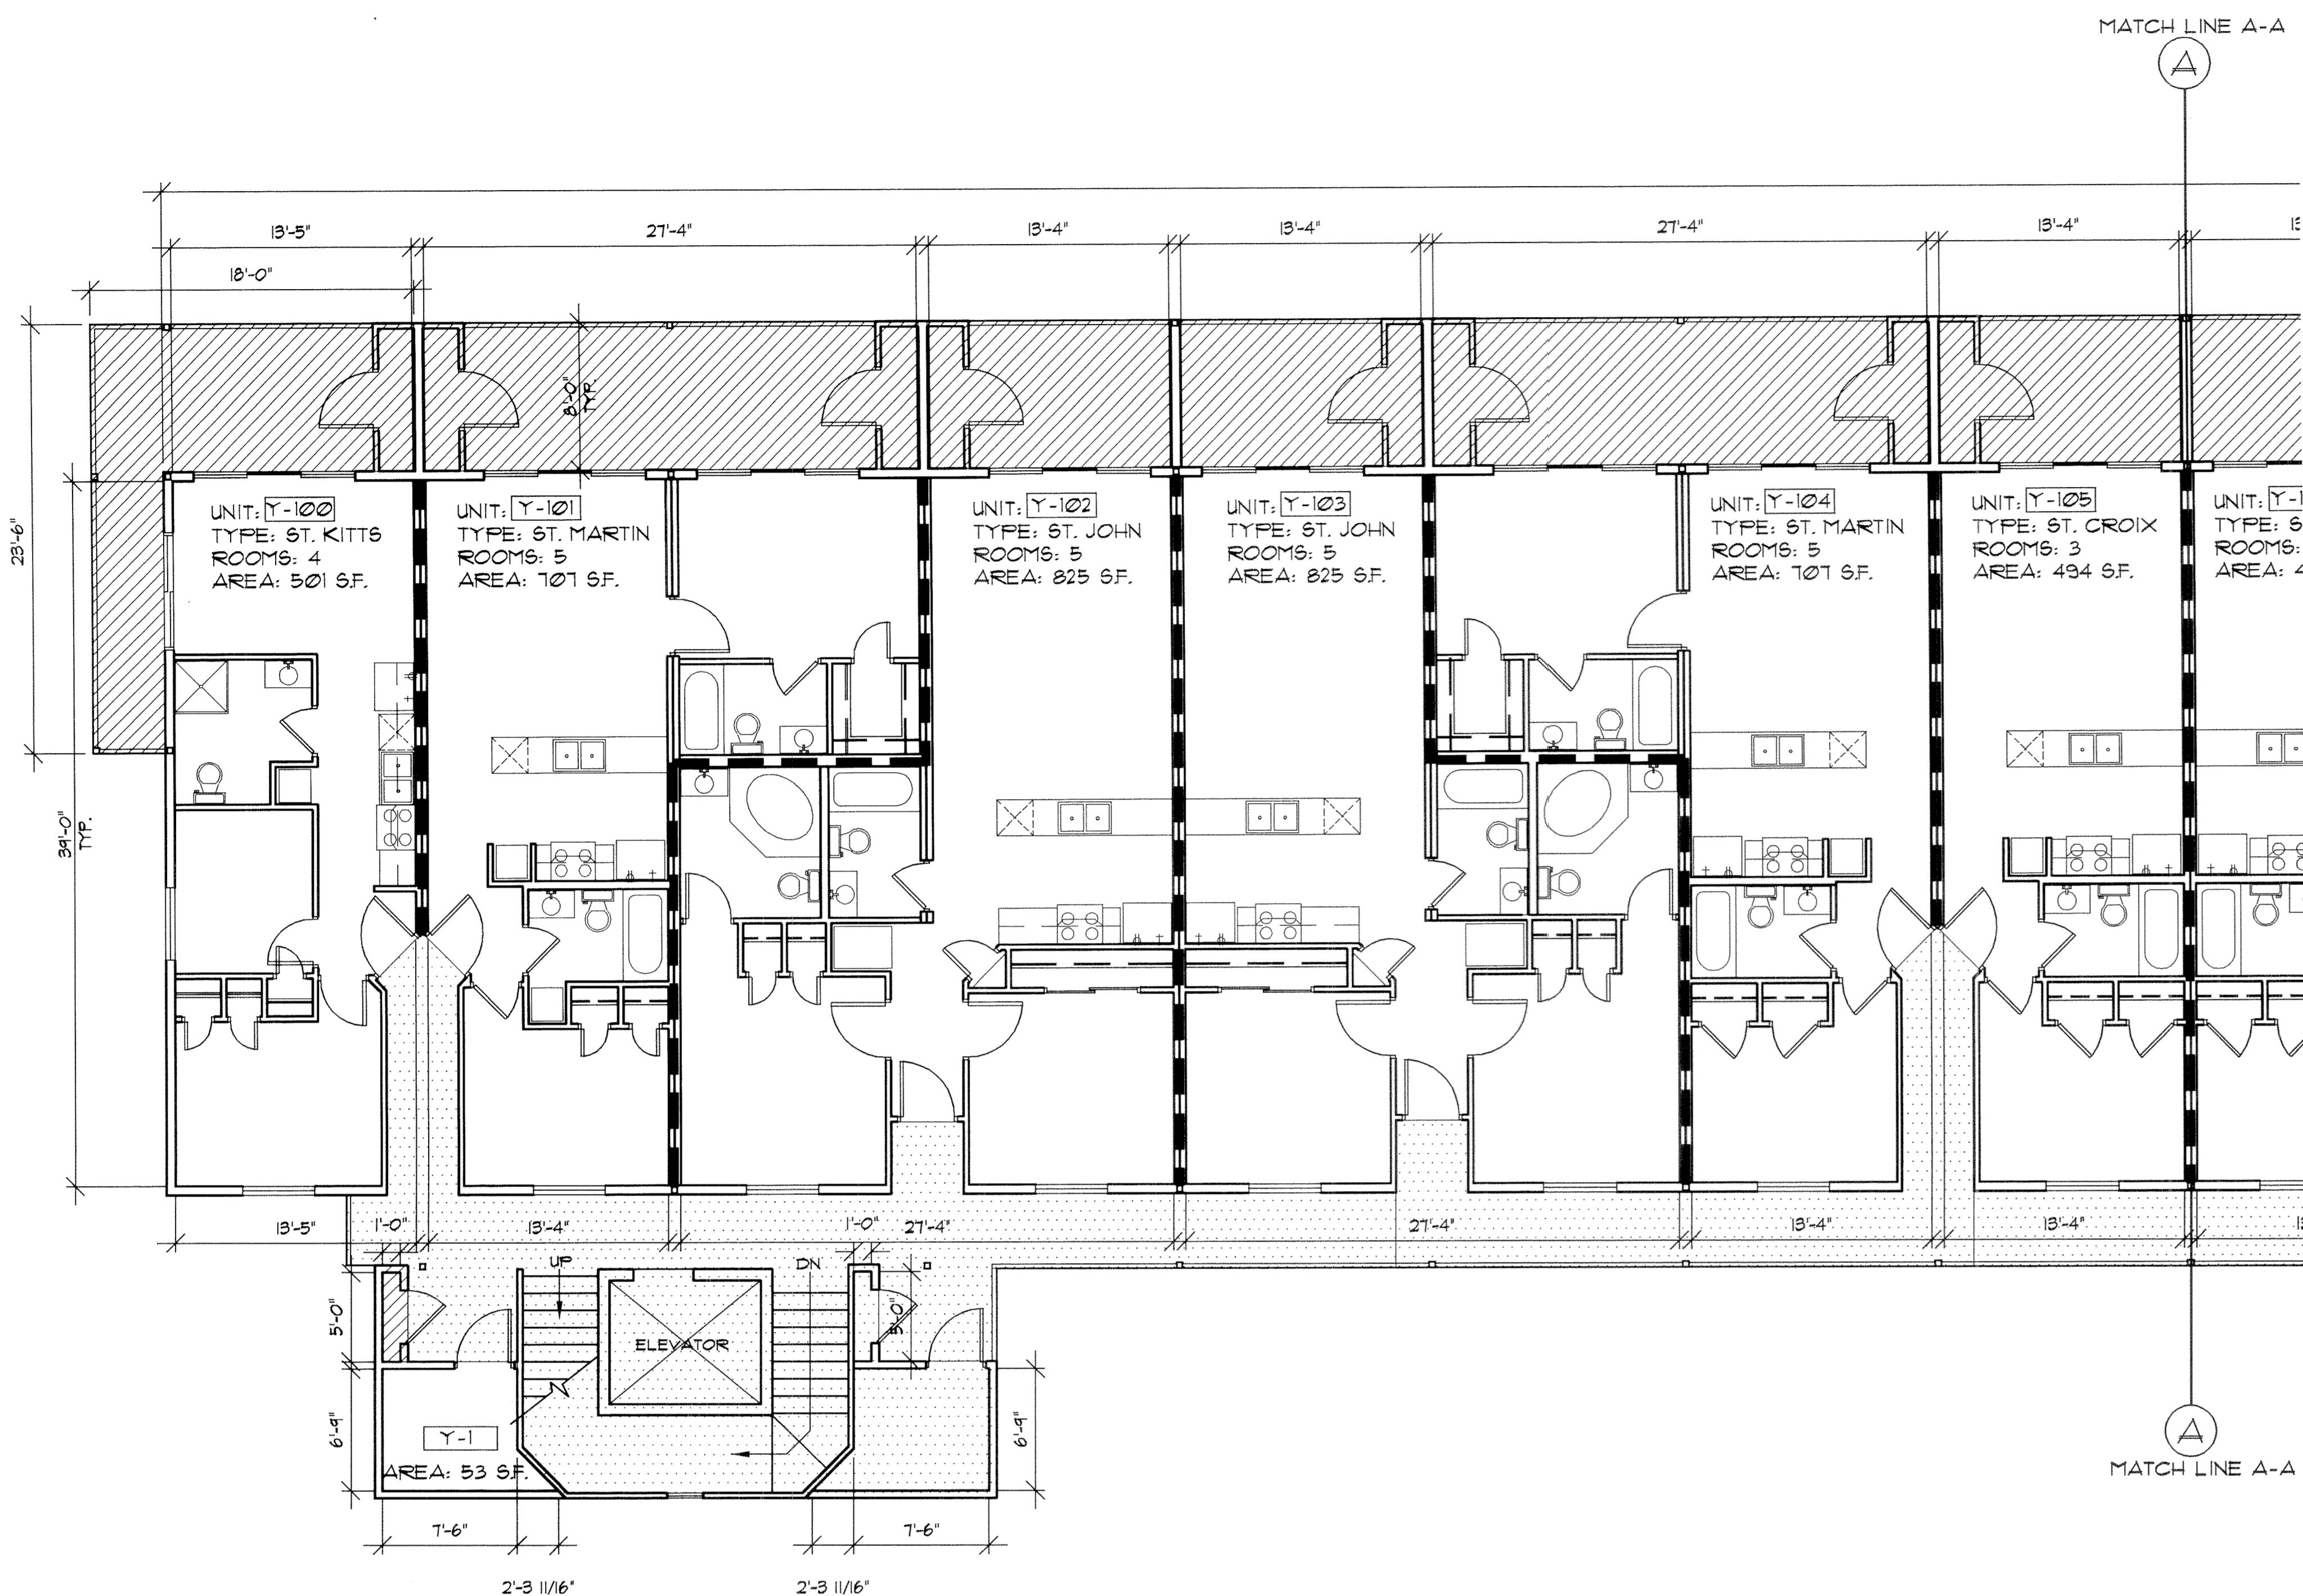 MATCH LINE A-A
A
13'-5"
27'-4"
13'-4"
13'-4"
27'-4"
13'-4"
18'-0"
8'-0"
TYP.
23'-6"
39'-0"
TYP.
UNIT: Y-100
TYPE: ST. KITTS
ROOMS: 4
AREA: 501 S.F.
UNIT: Y-101
TYPE: ST. MARTIN
ROOMS: 5
AREA: 707 S.F.
UNIT: Y-102
TYPE: ST. JOHN
ROOMS: 5
AREA: 825 S.F.
UNIT: Y-103
TYPE: ST. JOHN
ROOMS: 5
AREA: 825 S.F.
UNIT: Y-104
TYPE: ST. MARTIN
ROOMS: 5
AREA: 707 S.F.
UNIT: Y-105
TYPE: ST. CROIX
ROOMS: 3
AREA: 494 S.F.
UNIT: Y-1
TYPE: S
ROOMS:
AREA: 4
13'-5"
1'-0"
13'-4"
1'-0"
27'-4"
27'-4"
13'-4"
13'-4"
UP
DN
5'-0"
5'-0"
ELEVATOR
6'-9"
6'-9"
Y-1
AREA: 53 S.F.
7'-6"
7'-6"
2'-3 11/16"
2'-3 11/16"
A
MATCH LINE A-A